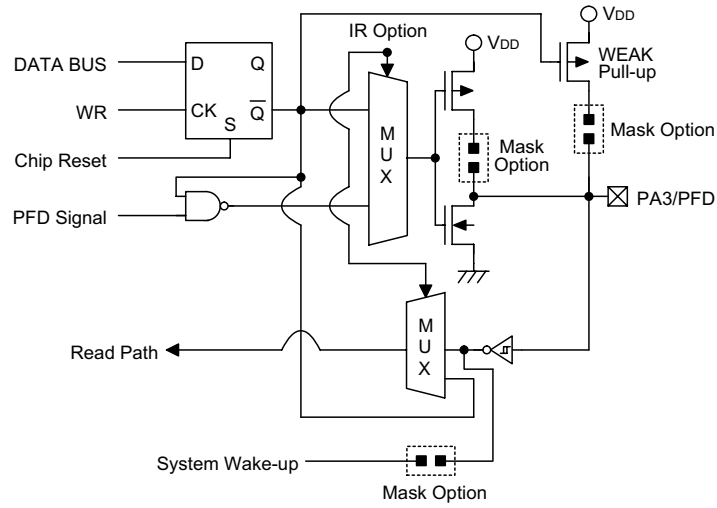 IR Option
VDD
VDD
DATA BUS
D
Q
WEAK
Pull-up
WR
CK
Q
S
M
U
X
Mask
Option
Mask Option
Chip Reset
PFD Signal
PA3/PFD
M
U
X
Read Path
System Wake-up
Mask Option